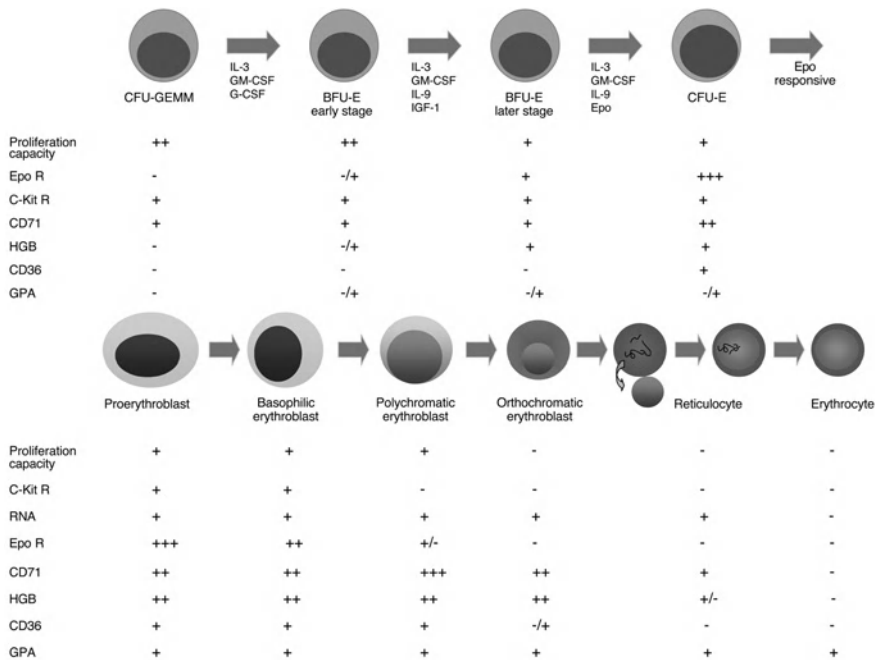 CFU-GEMM
IL-3
GM-CSF
G-CSF
BFU-E
early stage
IL-3
GM-CSF
IL-9
IGF-1
BFU-E
later stage
IL-3
GM-CSF
IL-9
Epo
CFU-E
Epo
responsive
Proliferation
capacity ++ ++ + +
Epo R - -/+ + +++
C-Kit R + + + +
CD71 + + + ++
HGB - -/+ + +
CD36 - - - +
GPA - -/+ -/+ -/+
Proerythroblast
Basophilic
erythroblast
Polychromatic
erythroblast
Orthochromatic
erythroblast
Reticulocyte
Erythrocyte
Proliferation
capacity + + + - - -
C-Kit R + + - - - -
RNA + + + + + -
Epo R +++ ++ +/- - - -
CD71 ++ ++ +++ ++ + -
HGB ++ ++ ++ ++ +/- -
CD36 + + + -/+ - -
GPA + + + + + +